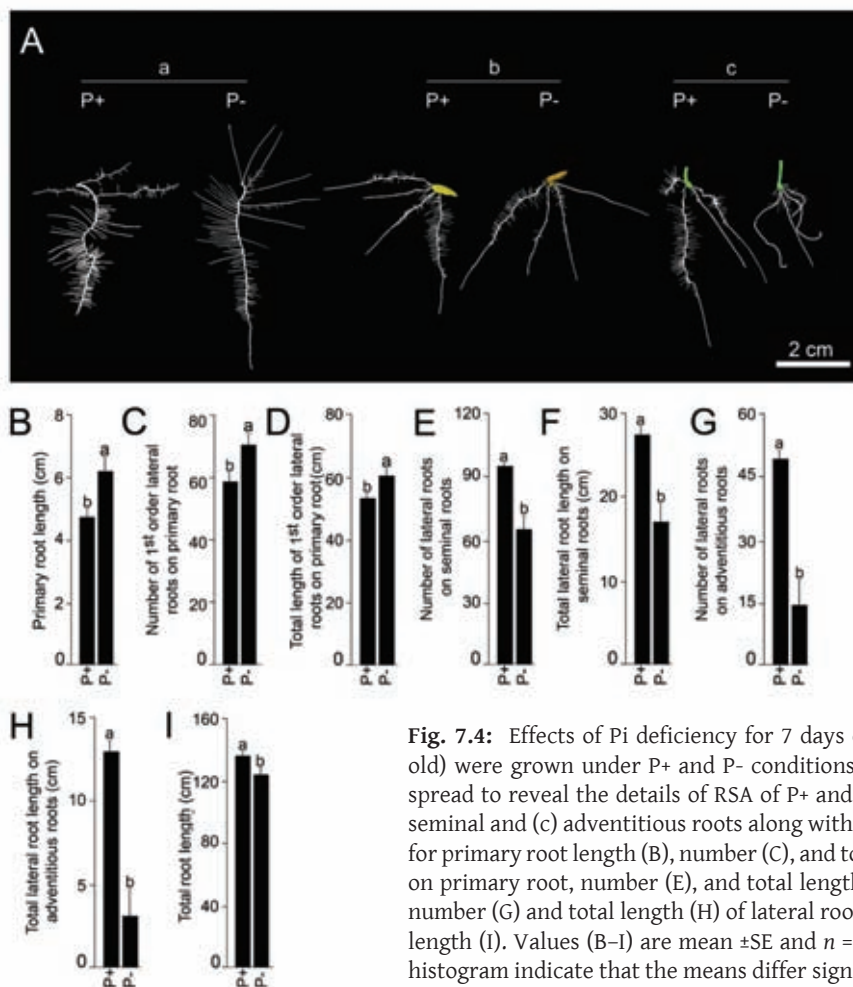 A
a
b
c
P+
P-
P+
P-
P+
P-
2 cm
B
Primary root length (cm)
8
6
4
2
0
b
a
P+
P-
C
Number of 1st order lateral
roots on primary root
80
60
60
20
0
b
a
P+
P-
D
Total length of 1st order lateral
roots on primary root(cm)
80
60
60
20
0
b
a
P+
P-
E
Number of lateral roots
on seminal roots
120
90
60
30
0
a
b
P+
P-
F
Total lateral root length on
seminal roots (cm)
30
20
10
0
a
b
P+
P-
G
Number of lateral roots
on adventitious roots
60
45
30
15
0
a
b
P+
P-
H
Total lateral root length on
adventitious roots (cm)
15
10
5
0
a
b
P+
P-
I
Total root length (cm)
160
120
80
40
0
a
b
P+
P-
Fig. 7.4: Effects of Pi deficiency for 7 days
old) were grown under P+ and P- conditions
spread to reveal the details of RSA of P+ and
seminal and (c) adventitious roots along with
for primary root length (B), number (C), and
on primary root, number (E), and total length
number (G) and total length (H) of lateral
length (I). Values (B–I) are mean ±SE and n =
histogram indicate that the means differ